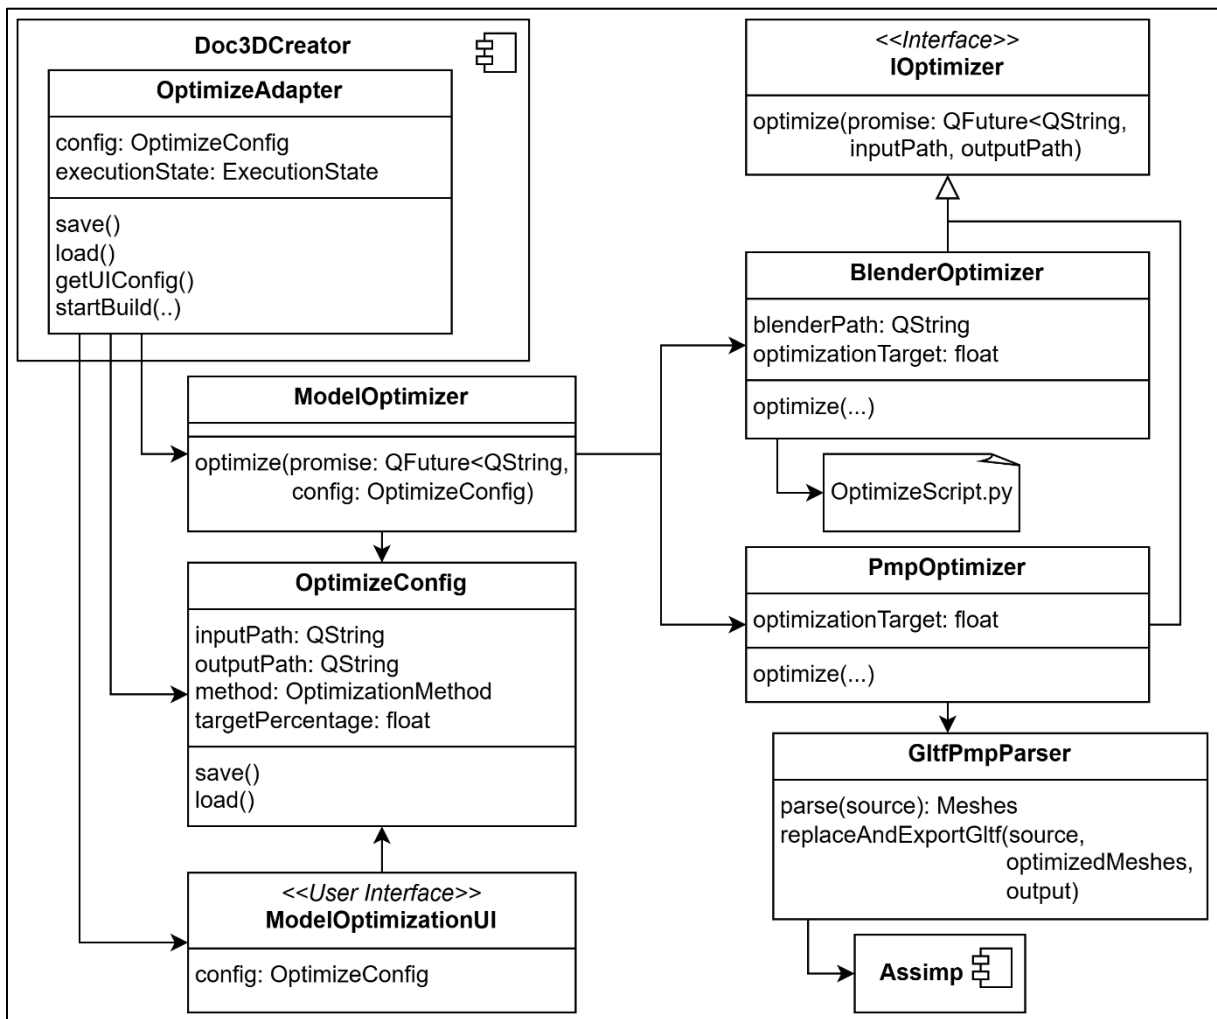 Doc3DCreator
OptimizeAdapter
config: OptimizeConfig
executionState: ExecutionState
save()
load()
getUIConfig()
startBuild(..)
ModelOptimizer
optimize(promise: QFuture<QString,
config: OptimizeConfig)
OptimizeConfig
inputPath: QString
outputPath: QString
method: OptimizationMethod
targetPercentage: float
save()
load()
<<User Interface>>
ModelOptimizationUI
config: OptimizeConfig
<<Interface>>
IOptimizer
optimize(promise: QFuture<QString,
inputPath, outputPath)
BlenderOptimizer
blenderPath: QString
optimizationTarget: float
optimize(...)
OptimizeScript.py
PmpOptimizer
optimizationTarget: float
optimize(...)
GltfPmpParser
parse(source): Meshes
replaceAndExportGltf(source,
optimizedMeshes,
output)
Assimp